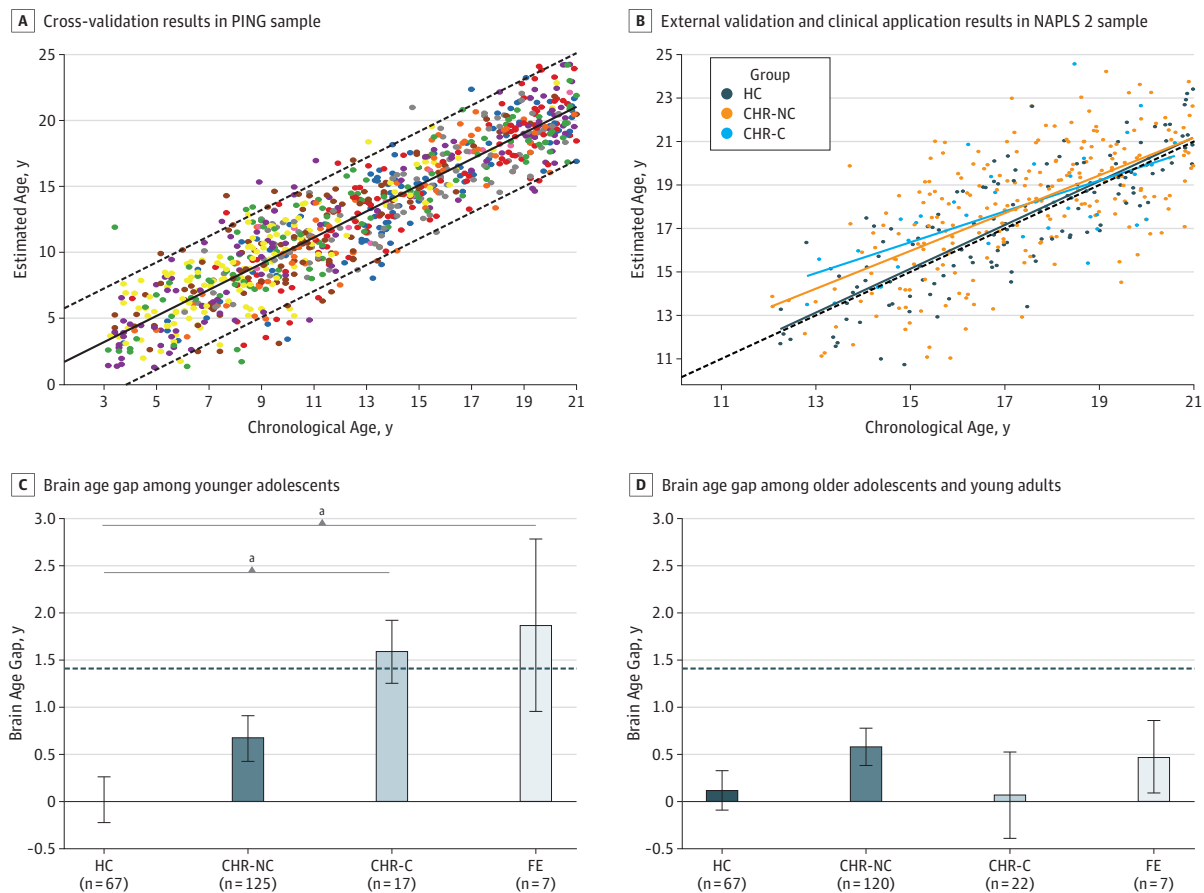 A Cross-validation results in PING sample
25
20
15
10
5
0
Estimated Age, y
3 5 7 9 11 13 15 17 19 21
Chronological Age, y
B External validation and clinical application results in NAPLS 2 sample
Group
HC
CHR-NC
CHR-C
25
23
21
19
17
15
13
11
Estimated Age, y
11 13 15 17 19 21
Chronological Age, y
C Brain age gap among younger adolescents
3.0
2.5
2.0
1.5
1.0
0.5
0
-0.5
Brain Age Gap, y
a
a
HC CHR-NC CHR-C FE
(n=67) (n=125) (n=17) (n=7)
D Brain age gap among older adolescents and young adults
3.0
2.5
2.0
1.5
1.0
0.5
0
-0.5
Brain Age Gap, y
HC CHR-NC CHR-C FE
(n=67) (n=120) (n=22) (n=7)